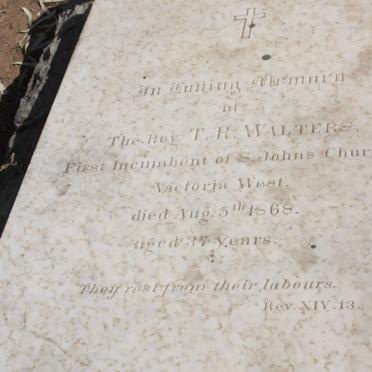 In Loving Memory
of
The Rev. T. R. WALTERS.
First Incumbent of S. Johns Chur
Victoria West.
died Aug. 5th 1868.
aged 37 years.
They rest from their labours.
Rev. XIV. 13.